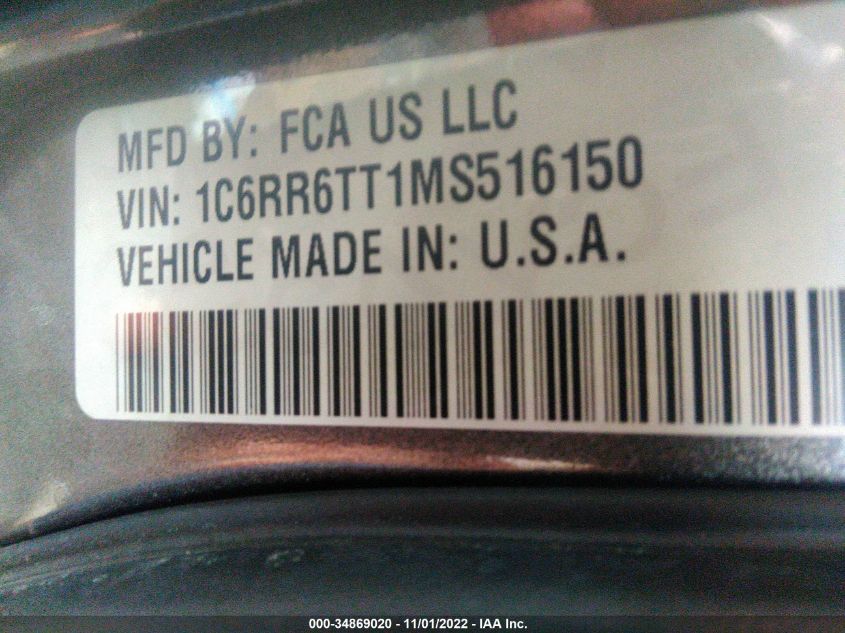 MFD BY: FCA US LLC
VIN: 1C6RR6TT1MS516150
VEHICLE MADE IN: U.S.A.
000-34869020 - 11/01/2022 - IAA Inc.